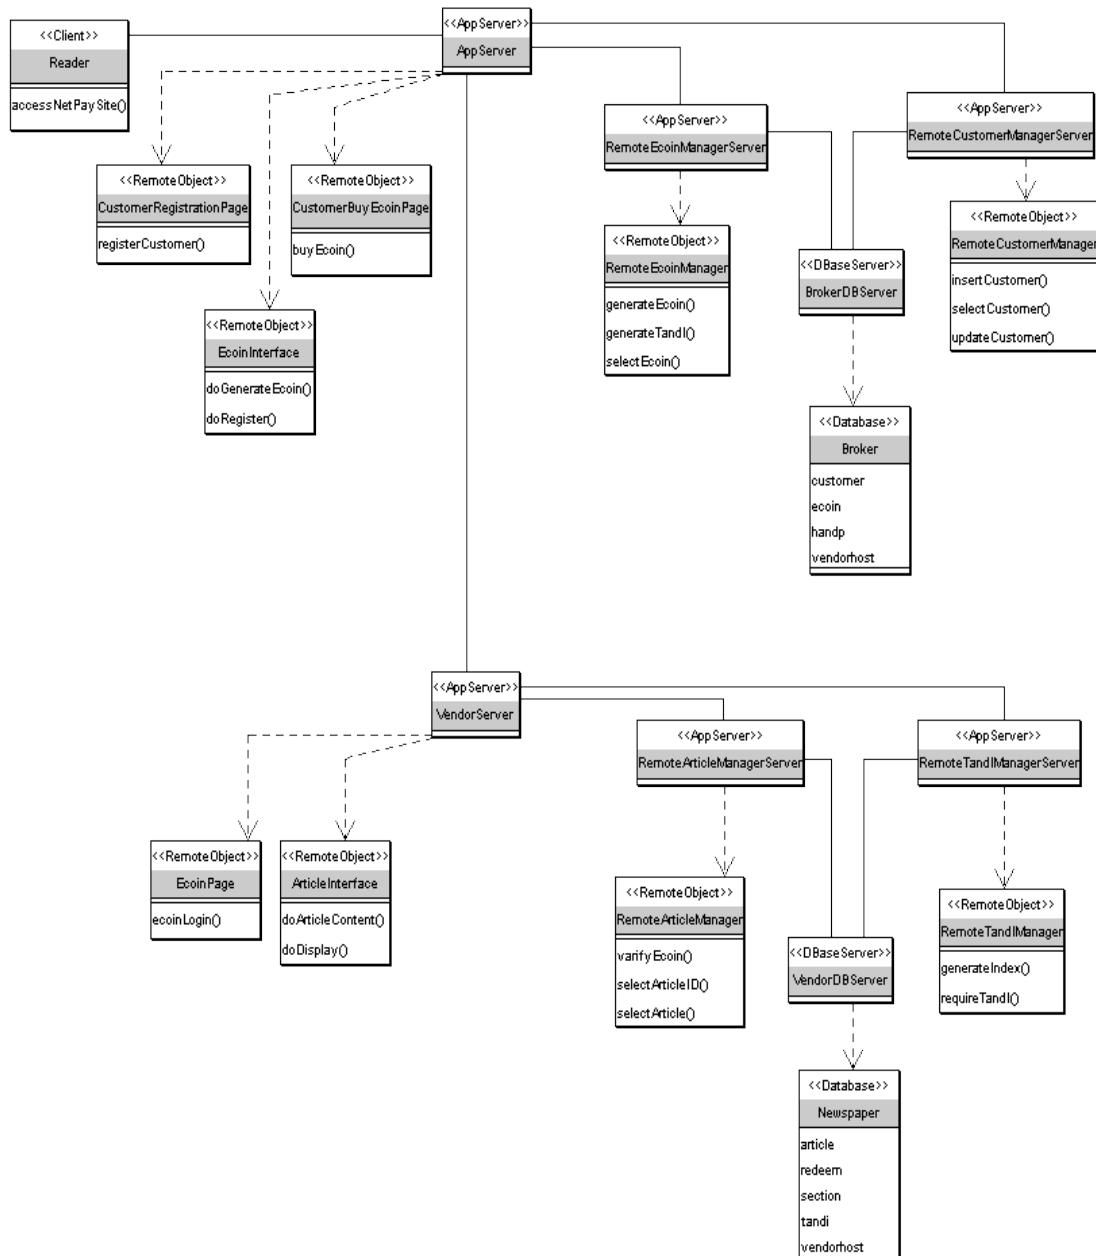 <<Client>>
Reader
accessNetPaySite()
<<AppServer>>
AppServer
<<AppServer>>
RemoteEcoinManagerServer
<<AppServer>>
RemoteCustomerManagerServer
<<RemoteObject>>
CustomerRegistrationPage
registerCustomer()
<<RemoteObject>>
CustomerBuyEcoinPage
buyEcoin()
<<RemoteObject>>
RemoteEcoinManager
generateEcoin()
generateTandI()
selectEcoin()
<<DBaseServer>>
BrokerDBServer
<<RemoteObject>>
RemoteCustomerManager
insertCustomer()
selectCustomer()
updateCustomer()
<<RemoteObject>>
EcoinInterface
doGenerateEcoin()
doRegister()
<<Database>>
Broker
customer
ecoin
handp
vendorhost
<<AppServer>>
VendorServer
<<AppServer>>
RemoteArticleManagerServer
<<AppServer>>
RemoteTandIManagerServer
<<RemoteObject>>
EcoinPage
ecoinLogin()
<<RemoteObject>>
ArticleInterface
doArticleContent()
doDisplay()
<<RemoteObject>>
RemoteArticleManager
varifyEcoin()
selectArticleID()
selectArticle()
<<DBaseServer>>
VendorDBServer
<<RemoteObject>>
RemoteTandIManager
generateIndex()
requireTandI()
<<Database>>
Newspaper
article
redeem
section
tandi
vendorhost